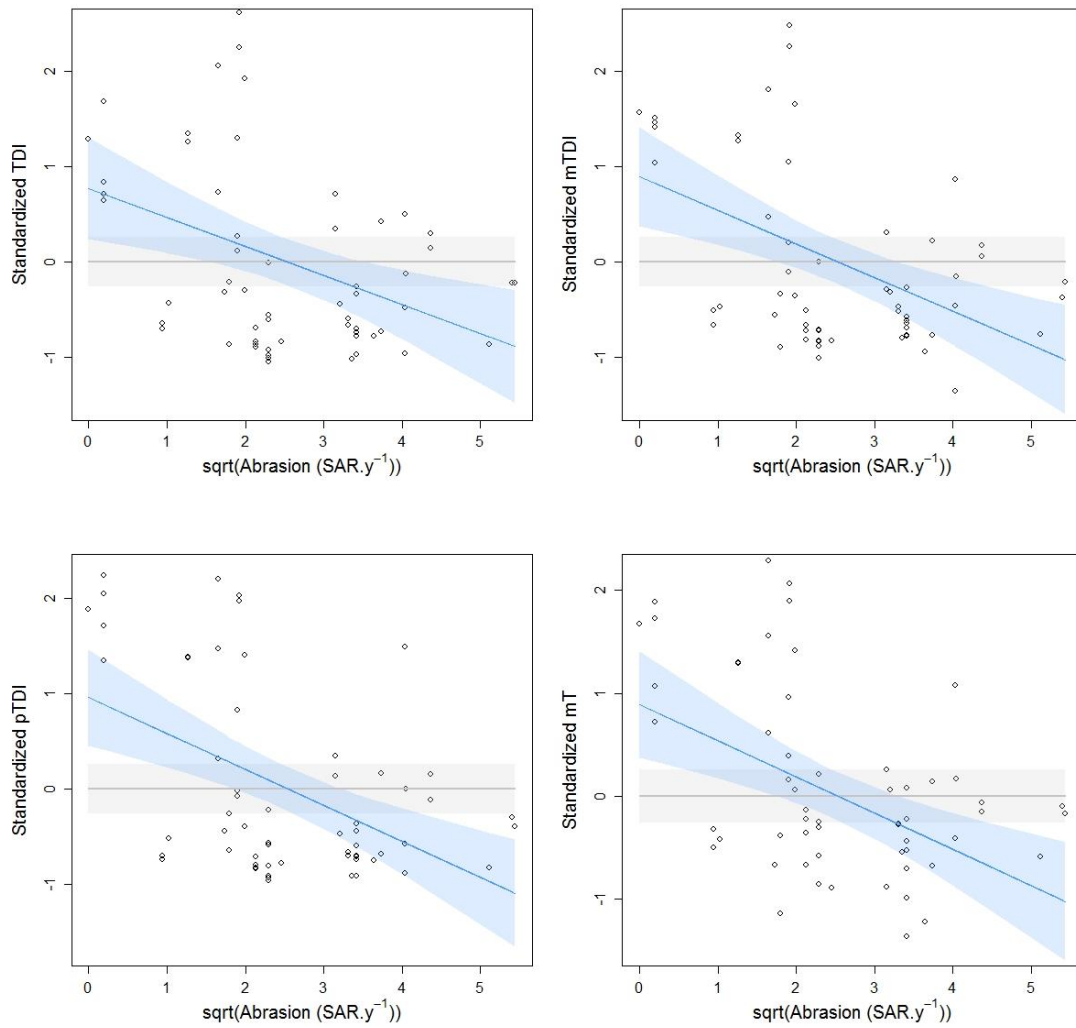 Standardized TDI
2
1
0
-1
0 1 2 3 4 5
sqrt(Abrasion (SAR.y⁻¹))
Standardized mTDI
2
1
0
-1
0 1 2 3 4 5
sqrt(Abrasion (SAR.y⁻¹))
Standardized pTDI
2
1
0
-1
0 1 2 3 4 5
sqrt(Abrasion (SAR.y⁻¹))
Standardized mT
2
1
0
-1
0 1 2 3 4 5
sqrt(Abrasion (SAR.y⁻¹))